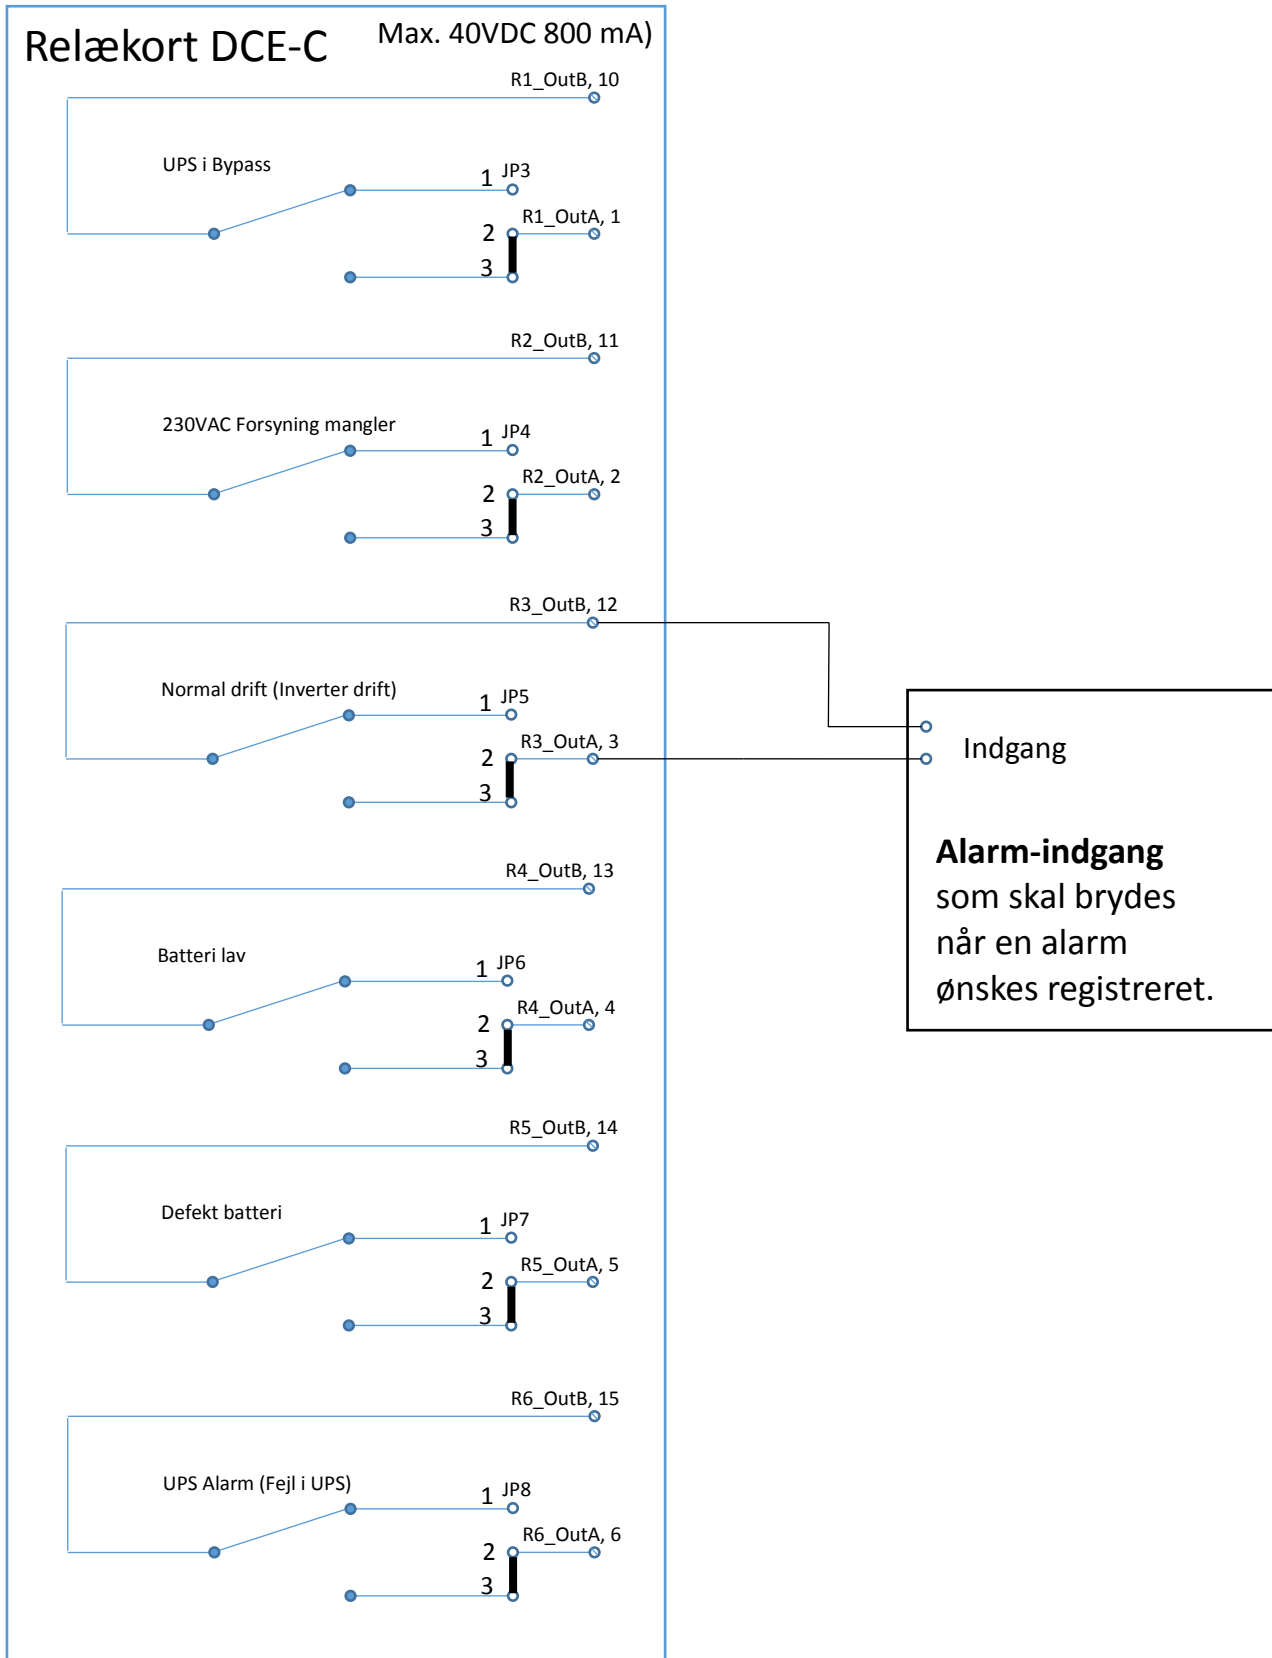 Relækort DCE-C
Max. 40VDC 800 mA)
R1_OutB, 10
UPS i Bypass
1 JP3
R1_OutA, 1
2
3
R2_OutB, 11
230VAC Forsyning mangler
1 JP4
R2_OutA, 2
2
3
R3_OutB, 12
Normal drift (Inverter drift)
1 JP5
R3_OutA, 3
2
3
Indgang
Alarm-indgang
som skal brydes
når en alarm
ønskes registreret.
R4_OutB, 13
Batteri lav
1 JP6
R4_OutA, 4
2
3
R5_OutB, 14
Defekt batteri
1 JP7
R5_OutA, 5
2
3
R6_OutB, 15
UPS Alarm (Fejl i UPS)
1 JP8
R6_OutA, 6
2
3